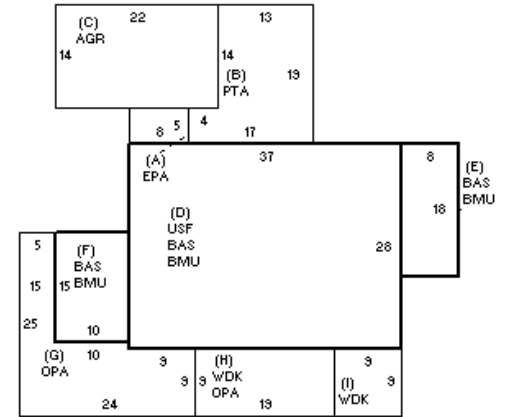 (C)
AGR
22
14
13
14
(B)
PTA
19
8
5
4
17
(A)
EPA
37
8
(E)
BAS
BMU
18
(D)
USF
BAS
BMU
28
5
(F)
BAS
BMU
15
15
25
10
(G)
OPA
10
9
9
24
(H)
WDK
OPA
9
19
9
9
(I)
WDK